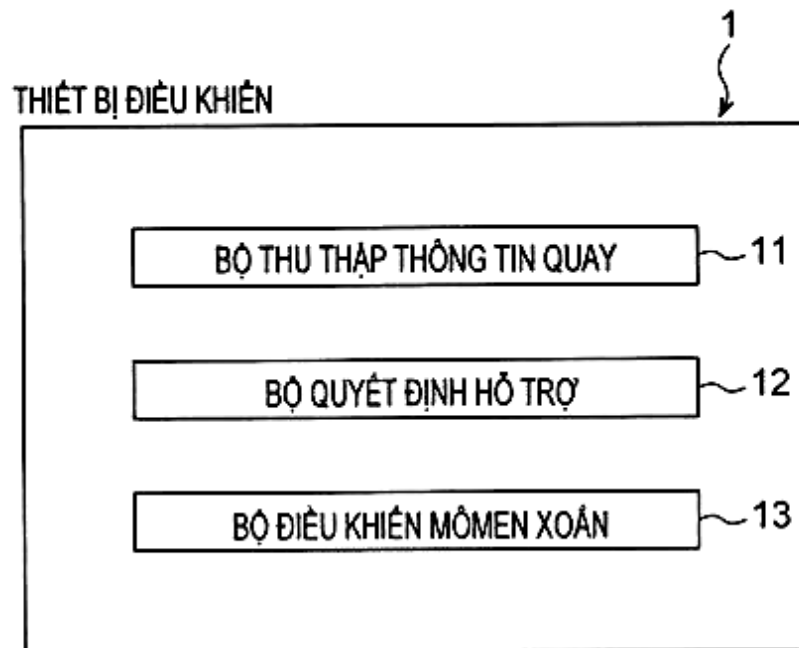 1
THIẾT BỊ ĐIỀU KHIỂN
BỘ THU THẬP THÔNG TIN QUAY 11
BỘ QUYẾT ĐỊNH HỖ TRỢ 12
BỘ ĐIỀU KHIỂN MÔMEN XOẮN 13